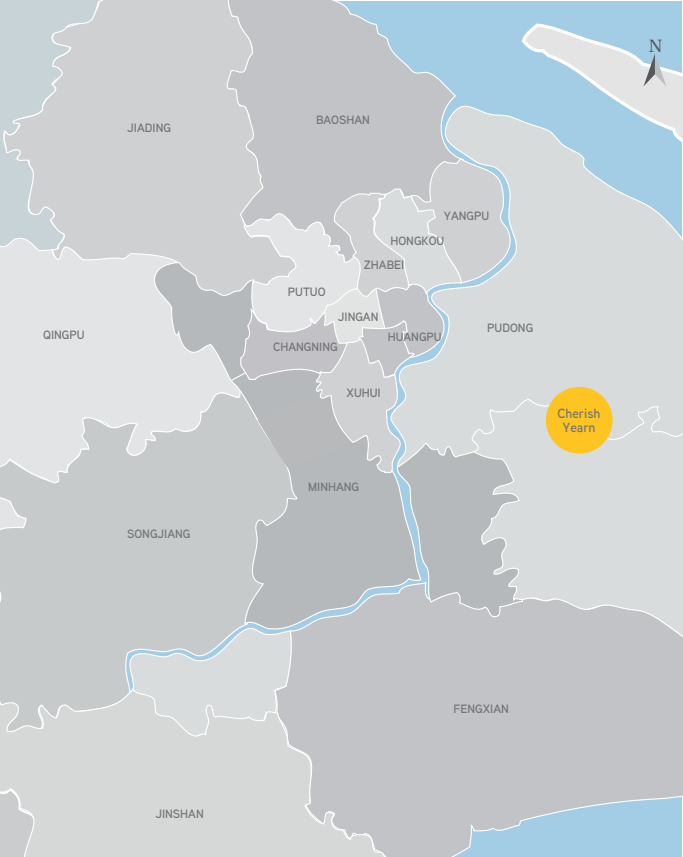 N
BAOSHAN
JIADING
YANGPU
HONGKOU
ZHABEI
PUTUO
JINGAN
PUDONG
QINGPU
HUANGPU
CHANGNING
XUHUI
Cherish
Yearn
MINHANG
SONGJIANG
FENGXIAN
JINSHAN